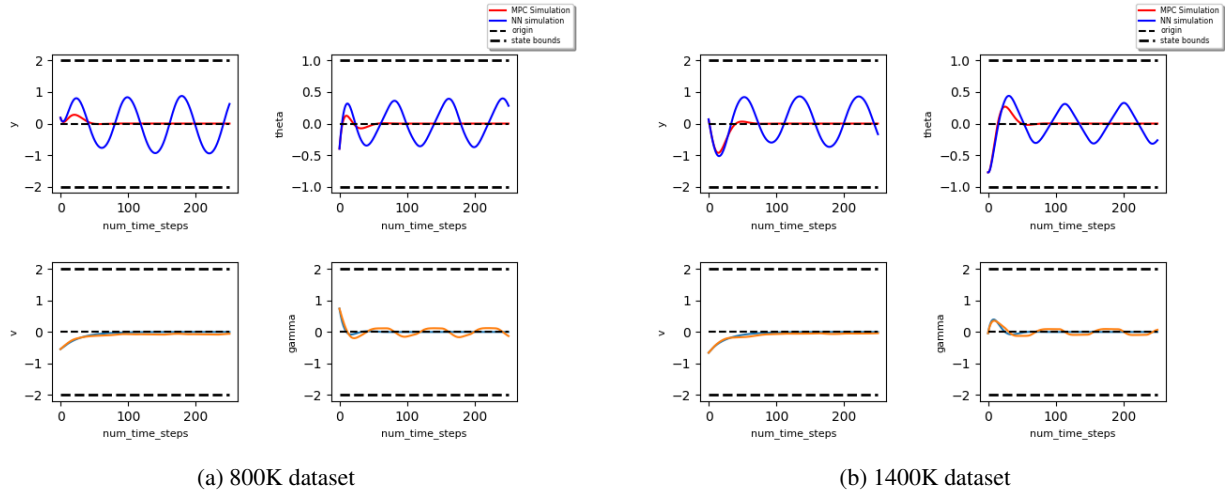 MPC Simulation
NN simulation
origin
state bounds
2
1
0
−1
−2
y
0
100
200
num_time_steps
1.0
0.5
0.0
−0.5
−1.0
theta
0
100
200
num_time_steps
2
1
0
−1
−2
v
0
100
200
num_time_steps
2
1
0
−1
−2
gamma
0
100
200
num_time_steps
(a) 800K dataset
MPC Simulation
NN simulation
origin
state bounds
2
1
0
−1
−2
y
0
100
200
num_time_steps
1.0
0.5
0.0
−0.5
−1.0
theta
0
100
200
num_time_steps
2
1
0
−1
−2
v
0
100
200
num_time_steps
2
1
0
−1
−2
gamma
0
100
200
num_time_steps
(b) 1400K dataset